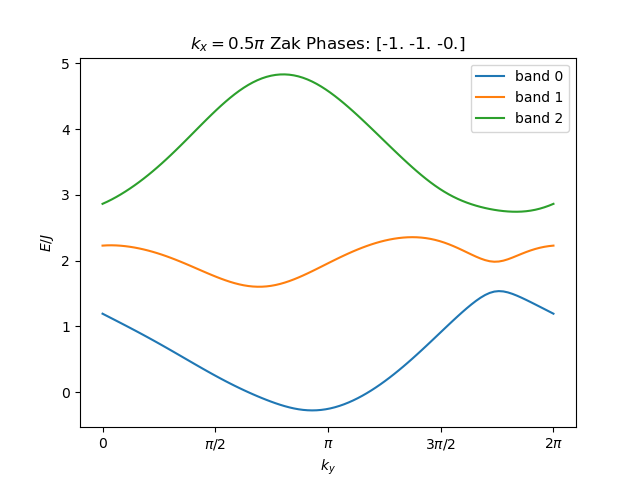 $k_x = 0.5\pi$ Zak Phases: [-1. -1. -0.]
band 0
band 1
band 2
E/J
5
4
3
2
1
0
0
π/2
π
3π/2
2π
$k_y$